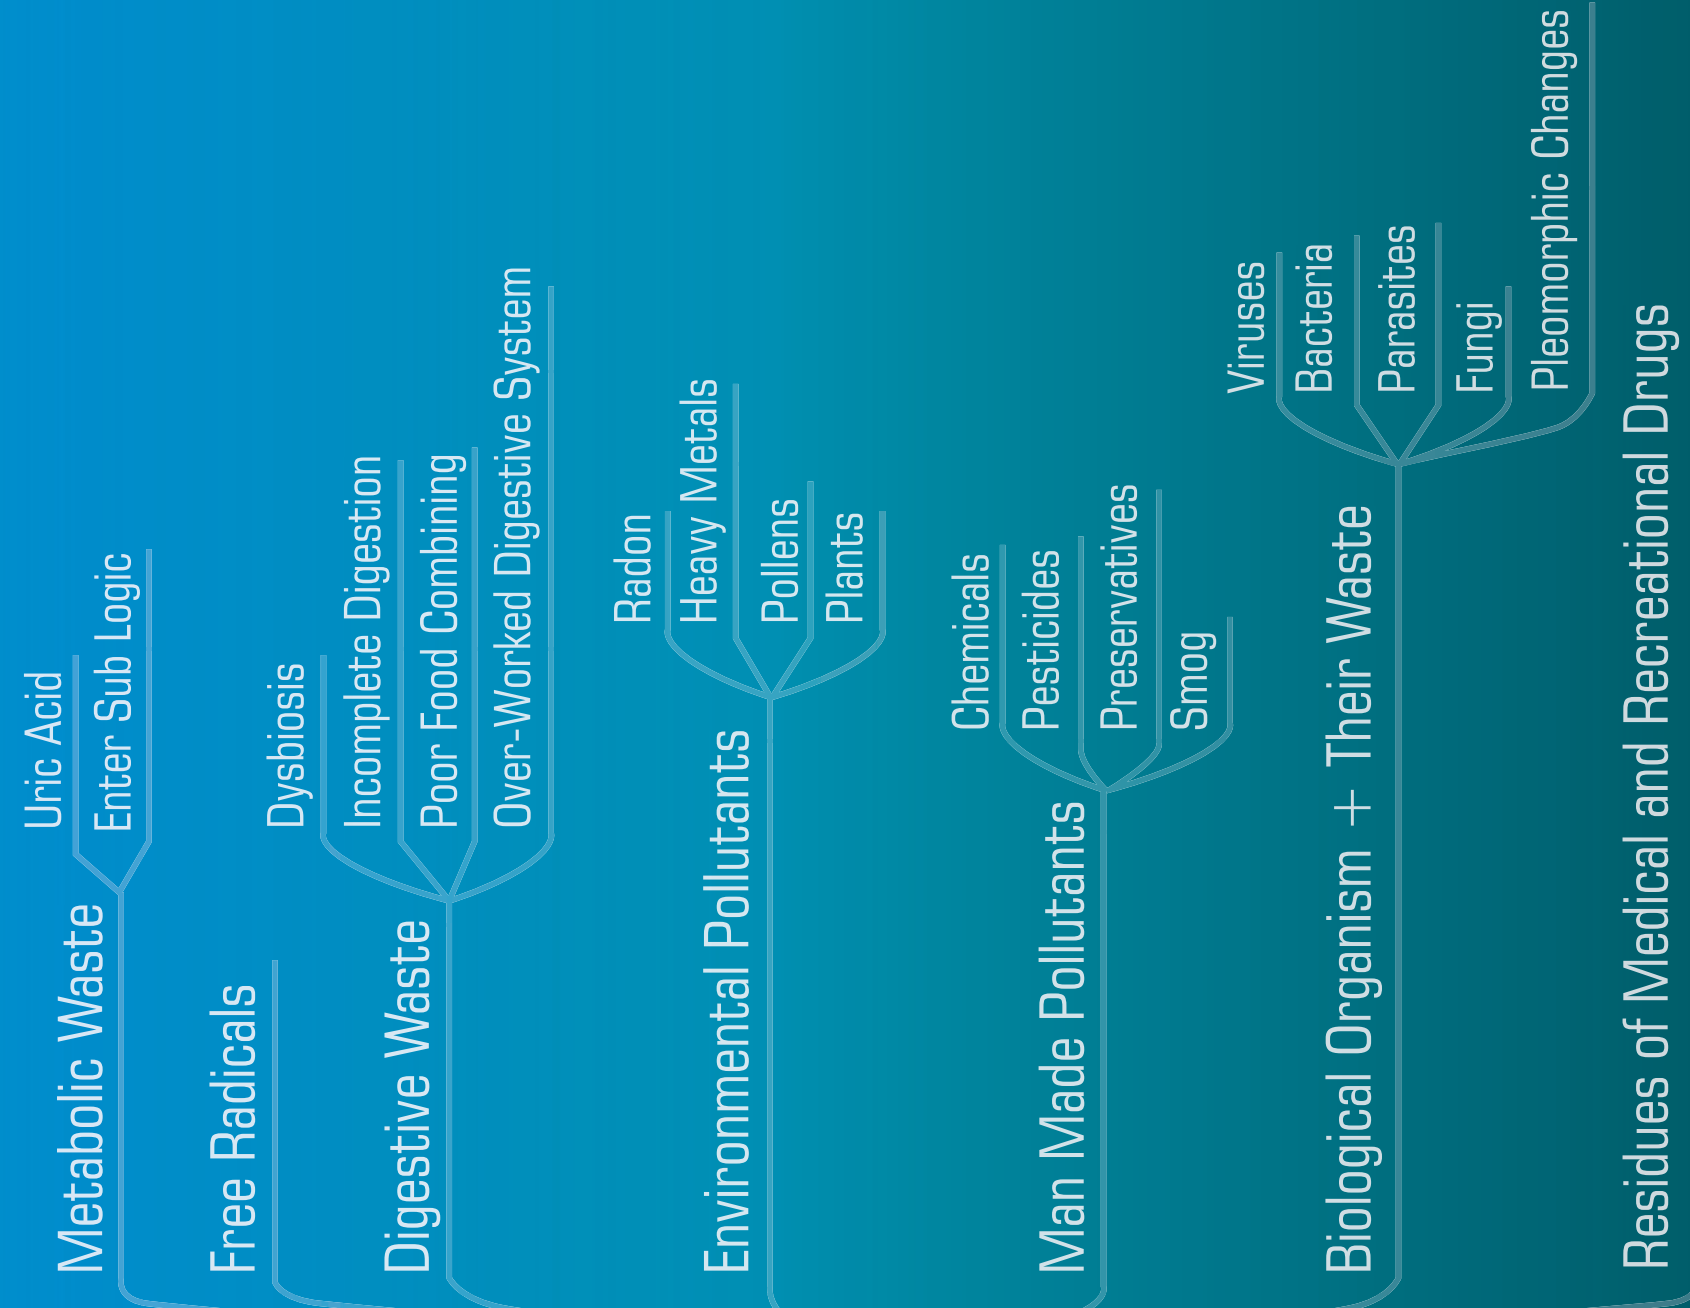 Metabolic Waste
Uric Acid
Enter Sub Logic
Free Radicals
Digestive Waste
Dysbiosis
Incomplete Digestion
Poor Food Combining
Over-Worked Digestive System
Environmental Pollutants
Radon
Heavy Metals
Pollens
Plants
Man Made Pollutants
Chemicals
Pesticides
Preservatives
Smog
Biological Organism + Their Waste
Viruses
Bacteria
Parasites
Fungi
Pleomorphic Changes
Residues of Medical and Recreational Drugs